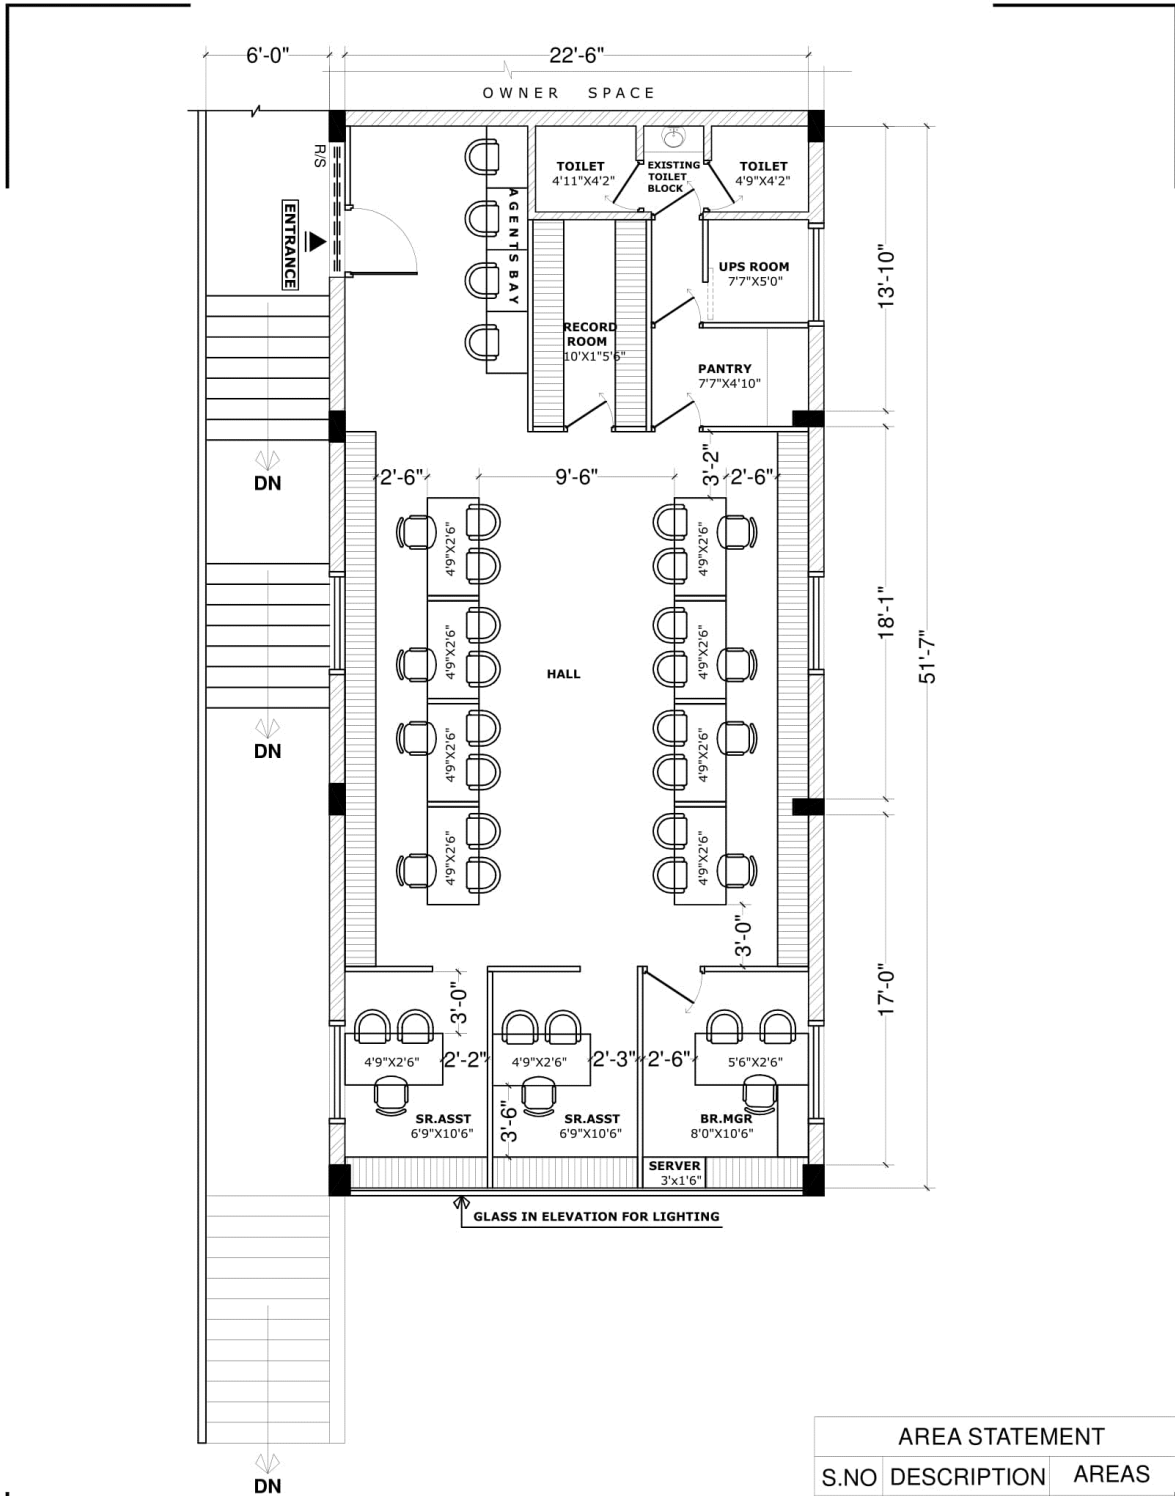 6'-0"
22'-6"
OWNER SPACE
R/S
ENTRANCE
AGENTS BAY
TOILET
4'11"X4'2"
EXISTING
TOILET
BLOCK
TOILET
4'9"X4'2"
UPS ROOM
7'7"X5'0"
13'-10"
RECORD
ROOM
10'X1"5'6"
PANTRY
7'7"X4'10"
DN
2'-6"
9'-6"
3'-2"
2'-6"
4'9"X2'6"
4'9"X2'6"
4'9"X2'6"
4'9"X2'6"
HALL
18'-1"
51'-7"
DN
4'9"X2'6"
4'9"X2'6"
4'9"X2'6"
4'9"X2'6"
3'-0"
17'-0"
3'-0"
4'9"X2'6"
2'-2"
4'9"X2'6"
2'-3"
2'-6"
5'6"X2'6"
3'-6"
SR.ASST
6'9"X10'6"
SR.ASST
6'9"X10'6"
BR.MGR
8'0"X10'6"
SERVER
3'x1'6"
GLASS IN ELEVATION FOR LIGHTING
DN
AREA STATEMENT
S.NO DESCRIPTION AREAS